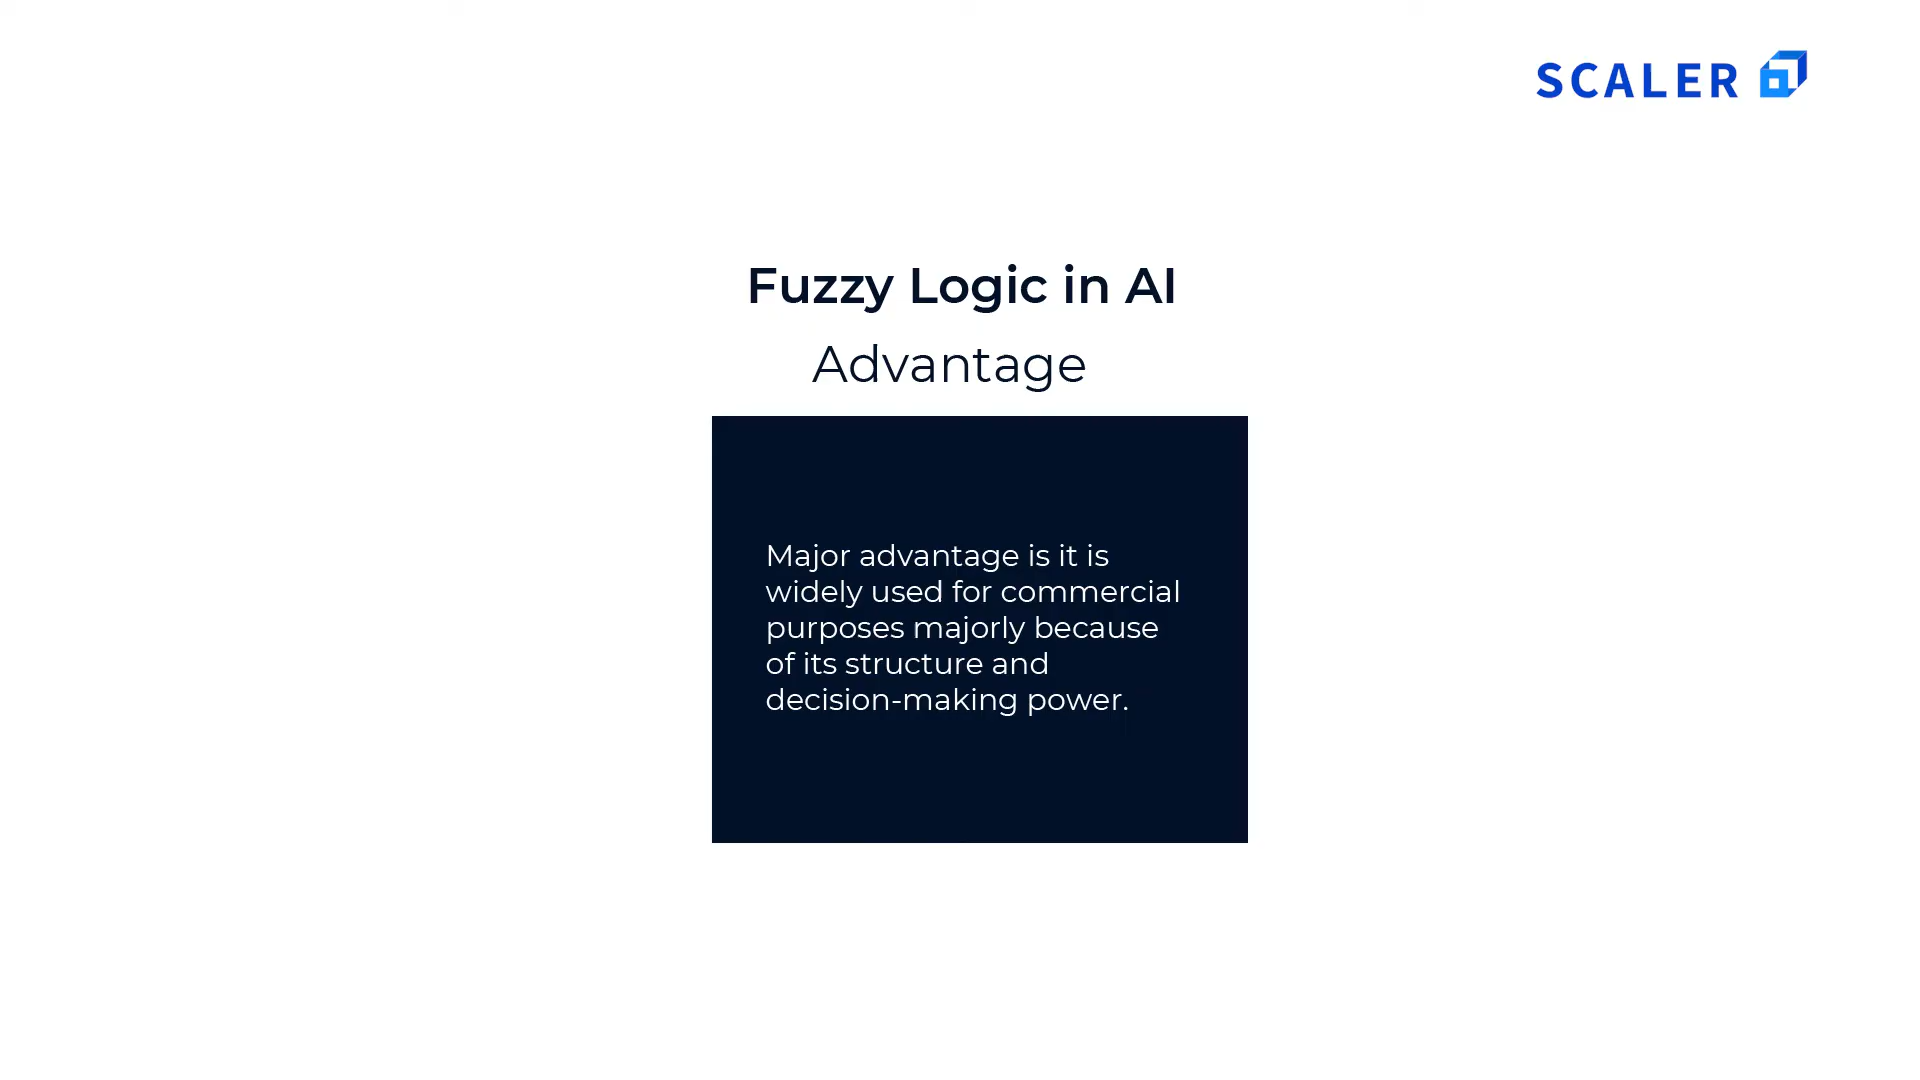 SCALER
Fuzzy Logic in AI
Advantage
Major advantage is it is
widely used for commercial
purposes majorly because
of its structure and
decision-making power.